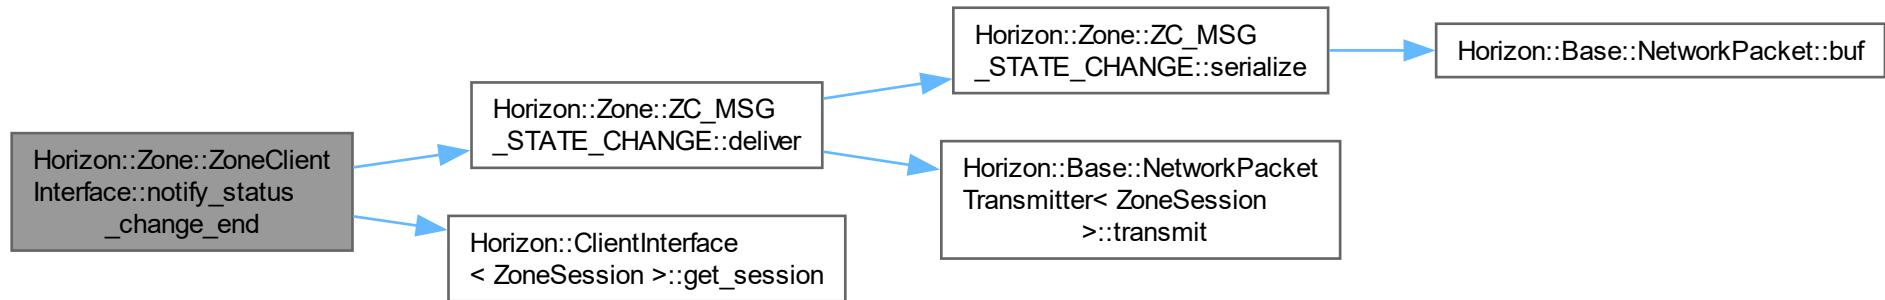 Horizon::Zone::ZoneClient
Interface::notify_status
_change_end
Horizon::Zone::ZC_MSG
_STATE_CHANGE::deliver
Horizon::ClientInterface
< ZoneSession >::get_session
Horizon::Zone::ZC_MSG
_STATE_CHANGE::serialize
Horizon::Base::NetworkPacket
Transmitter< ZoneSession
>::transmit
Horizon::Base::NetworkPacket::buf